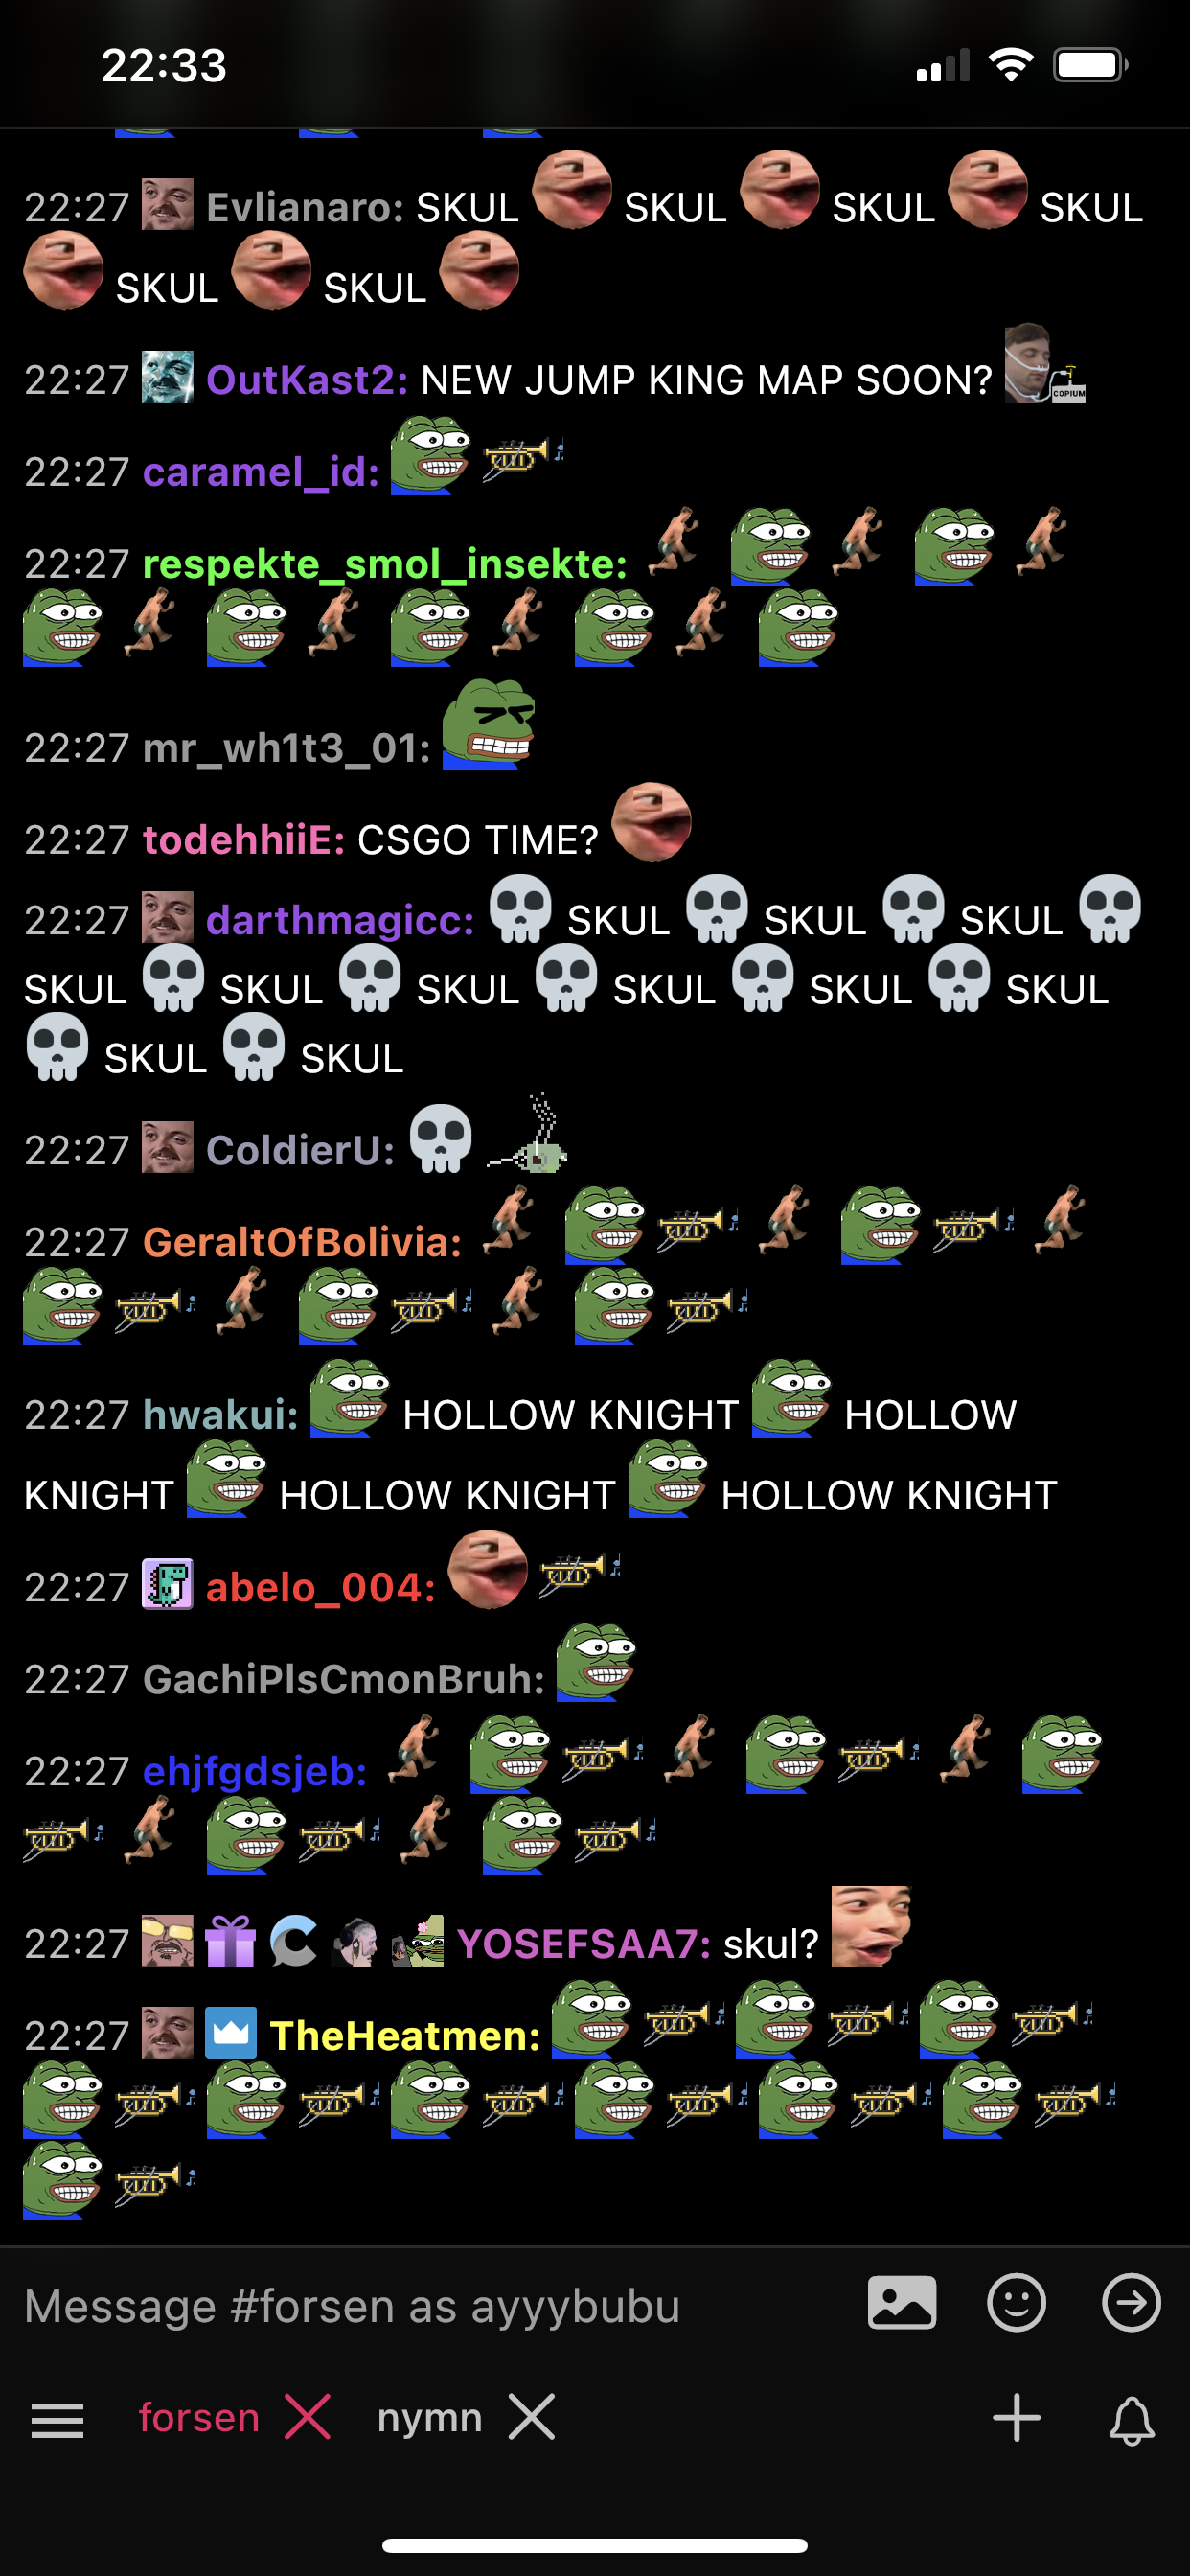 22:33
22:27 Evlianaro: SKUL SKUL SKUL SKUL
SKUL SKUL
22:27 OutKast2: NEW JUMP KING MAP SOON? COPIUM
22:27 caramel_id:
22:27 respekte_smol_insekte:
22:27 mr_wh1t3_01:
22:27 todehhiiE: CSGO TIME?
22:27 darthmagicc: SKUL SKUL SKUL
SKUL SKUL SKUL SKUL SKUL SKUL
SKUL SKUL
22:27 ColdierU:
22:27 GeraltOfBolivia:
22:27 hwakui: HOLLOW KNIGHT HOLLOW
KNIGHT HOLLOW KNIGHT HOLLOW KNIGHT
22:27 abelo_004:
22:27 GachiPlsCmonBruh:
22:27 ehjfgdsjeb:
22:27 YOSEFSAA7: skul?
22:27 TheHeatmen:
Message #forsen as ayyybubu
forsen nymn